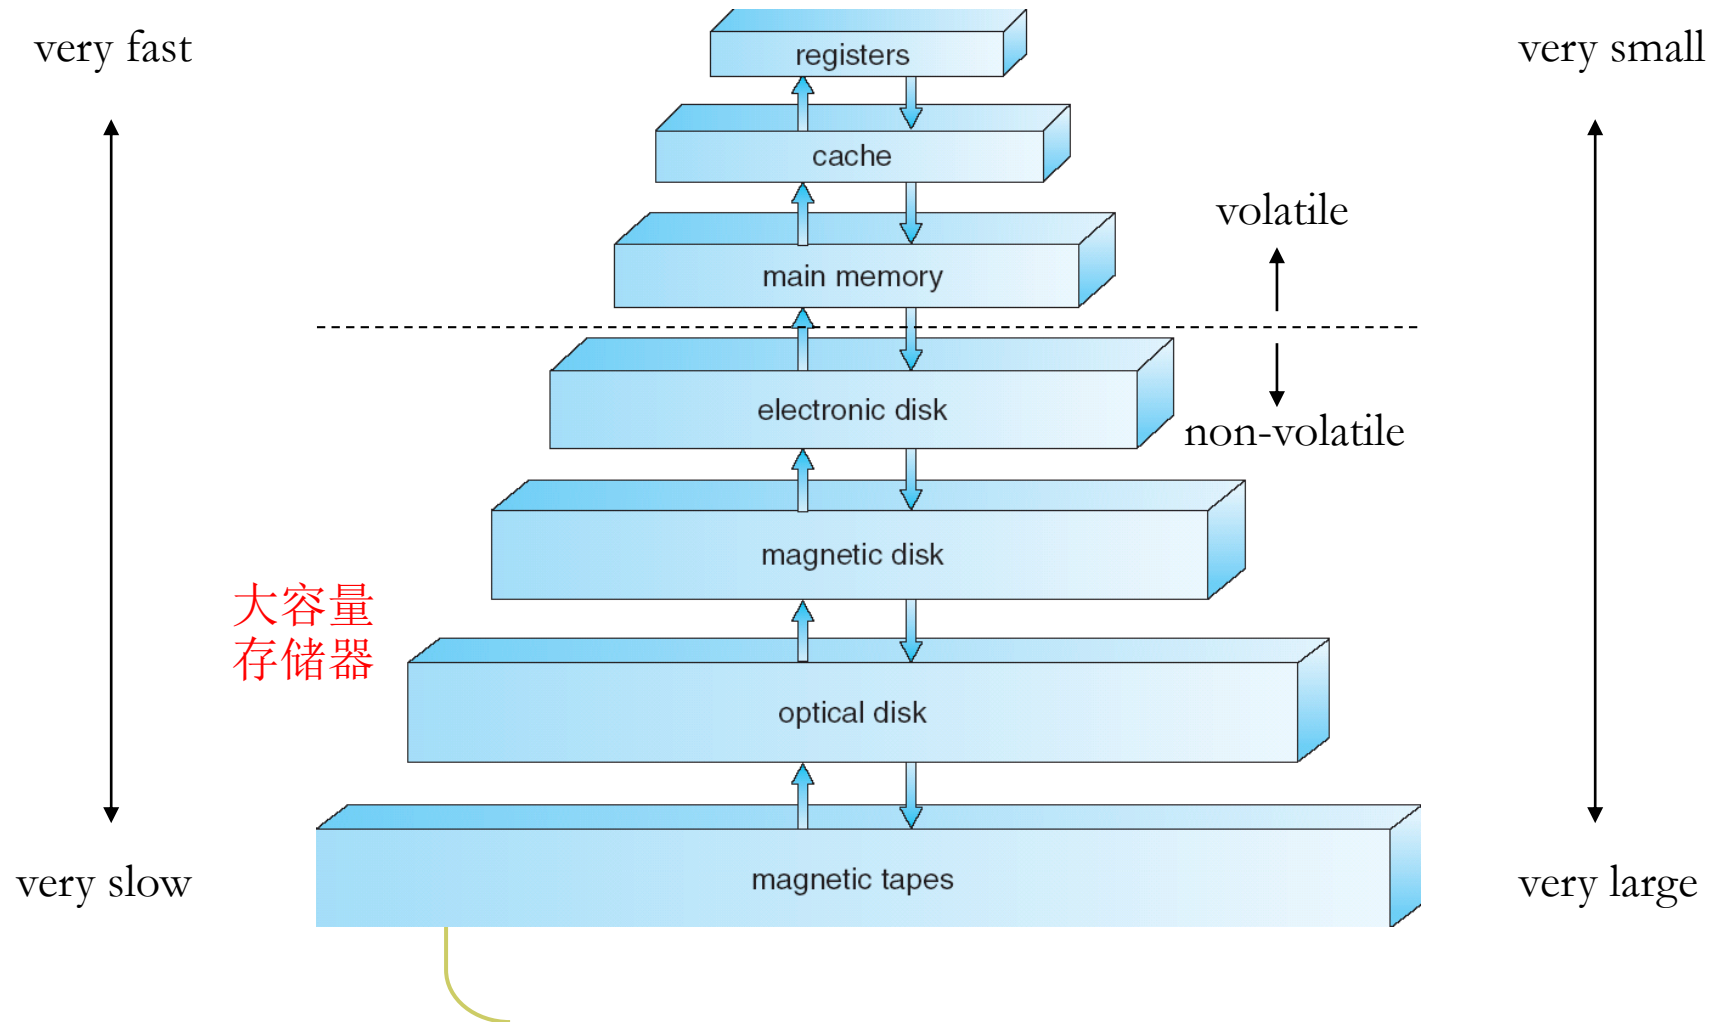 very fast
registers
very small
cache
volatile
main memory
electronic disk
non-volatile
magnetic disk
大容量
存储器
optical disk
very slow
magnetic tapes
very large